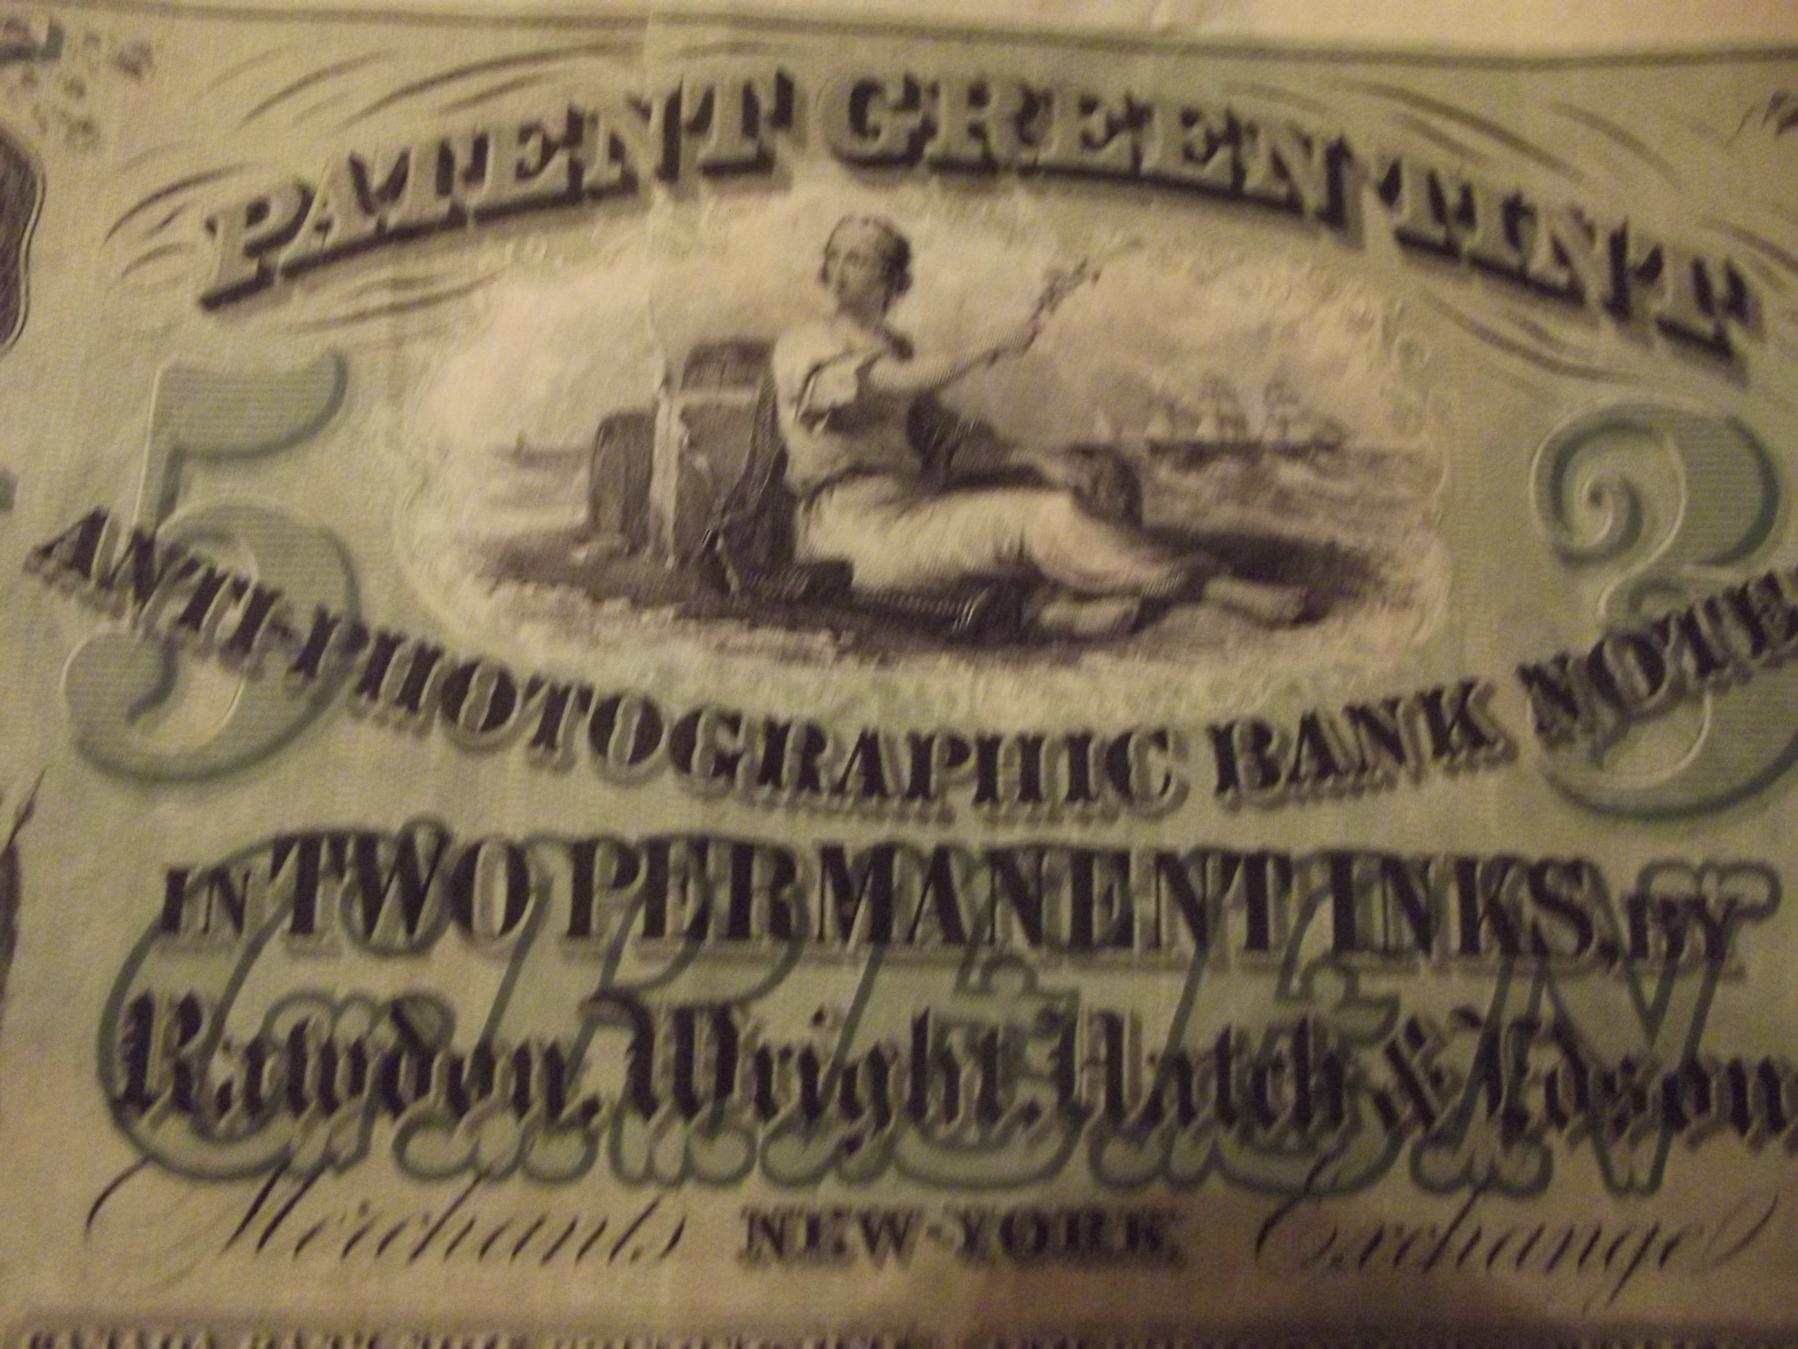 PATENT GREEN TINT
5 3
ANTI-PHOTOGRAPHIC BANK NOTE
IN TWO PERMANENT INKS, BY
GREEN
Rawdon, Wright, Hatch & Edson,
Merchants NEW-YORK Exchange